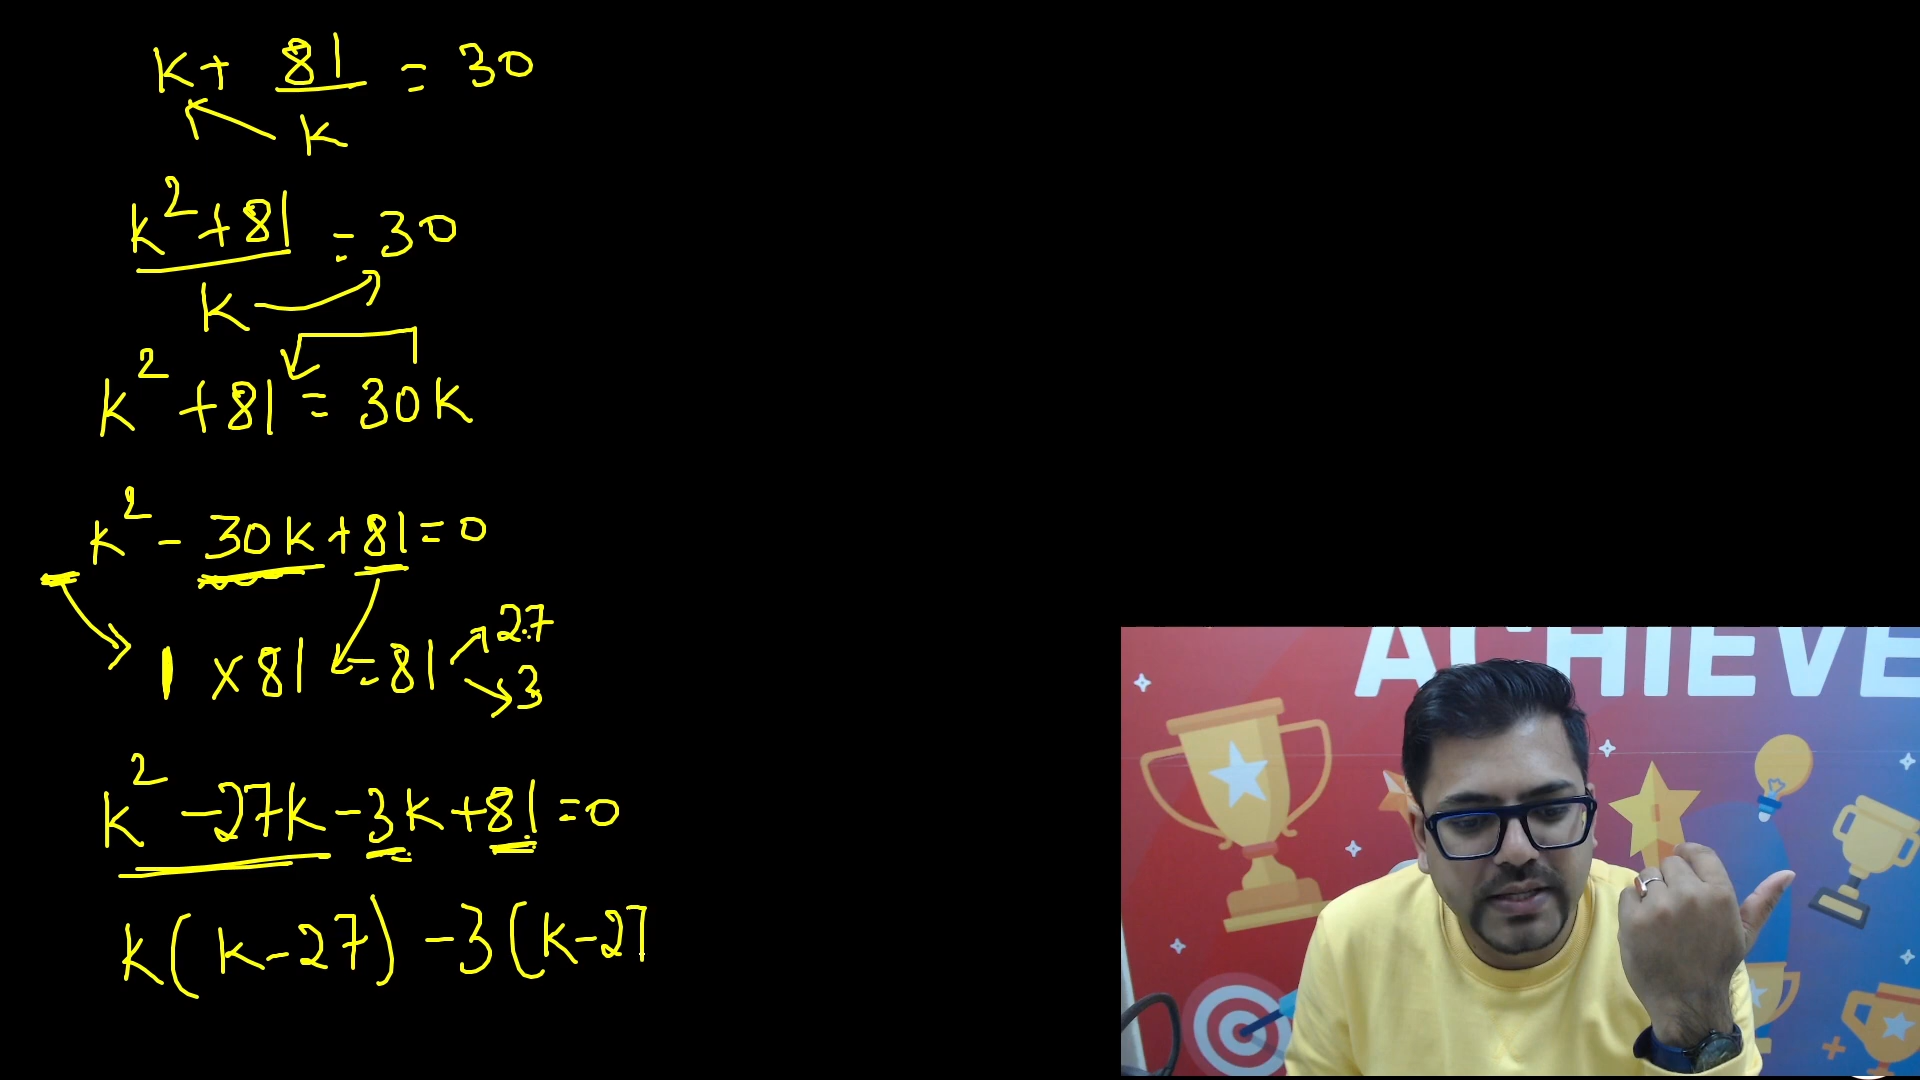 k + 81/k = 30
k² + 81/k = 30
k² + 81 = 30k
k² - 30k + 81 = 0
1 x 81 = 81 27
3
k² - 27k - 3k + 81 = 0
k(k-27) - 3(k-27
ACHIEVE